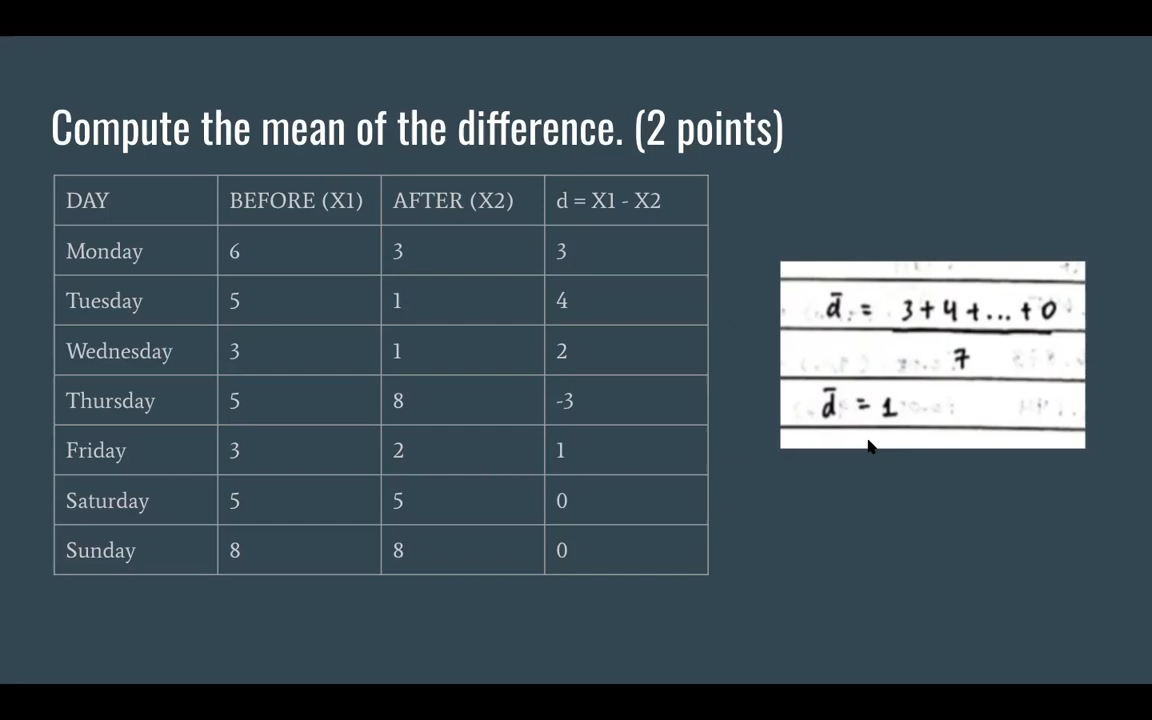 Compute the mean of the difference. (2 points)
DAY BEFORE (X1) AFTER (X2) d = X1 - X2
Monday 6 3 3
Tuesday 5 1 4
Wednesday 3 1 2
Thursday 5 8 -3
Friday 3 2 1
Saturday 5 5 0
Sunday 8 8 0
d̄ = 3+4+...+0
7
d̄ = 1